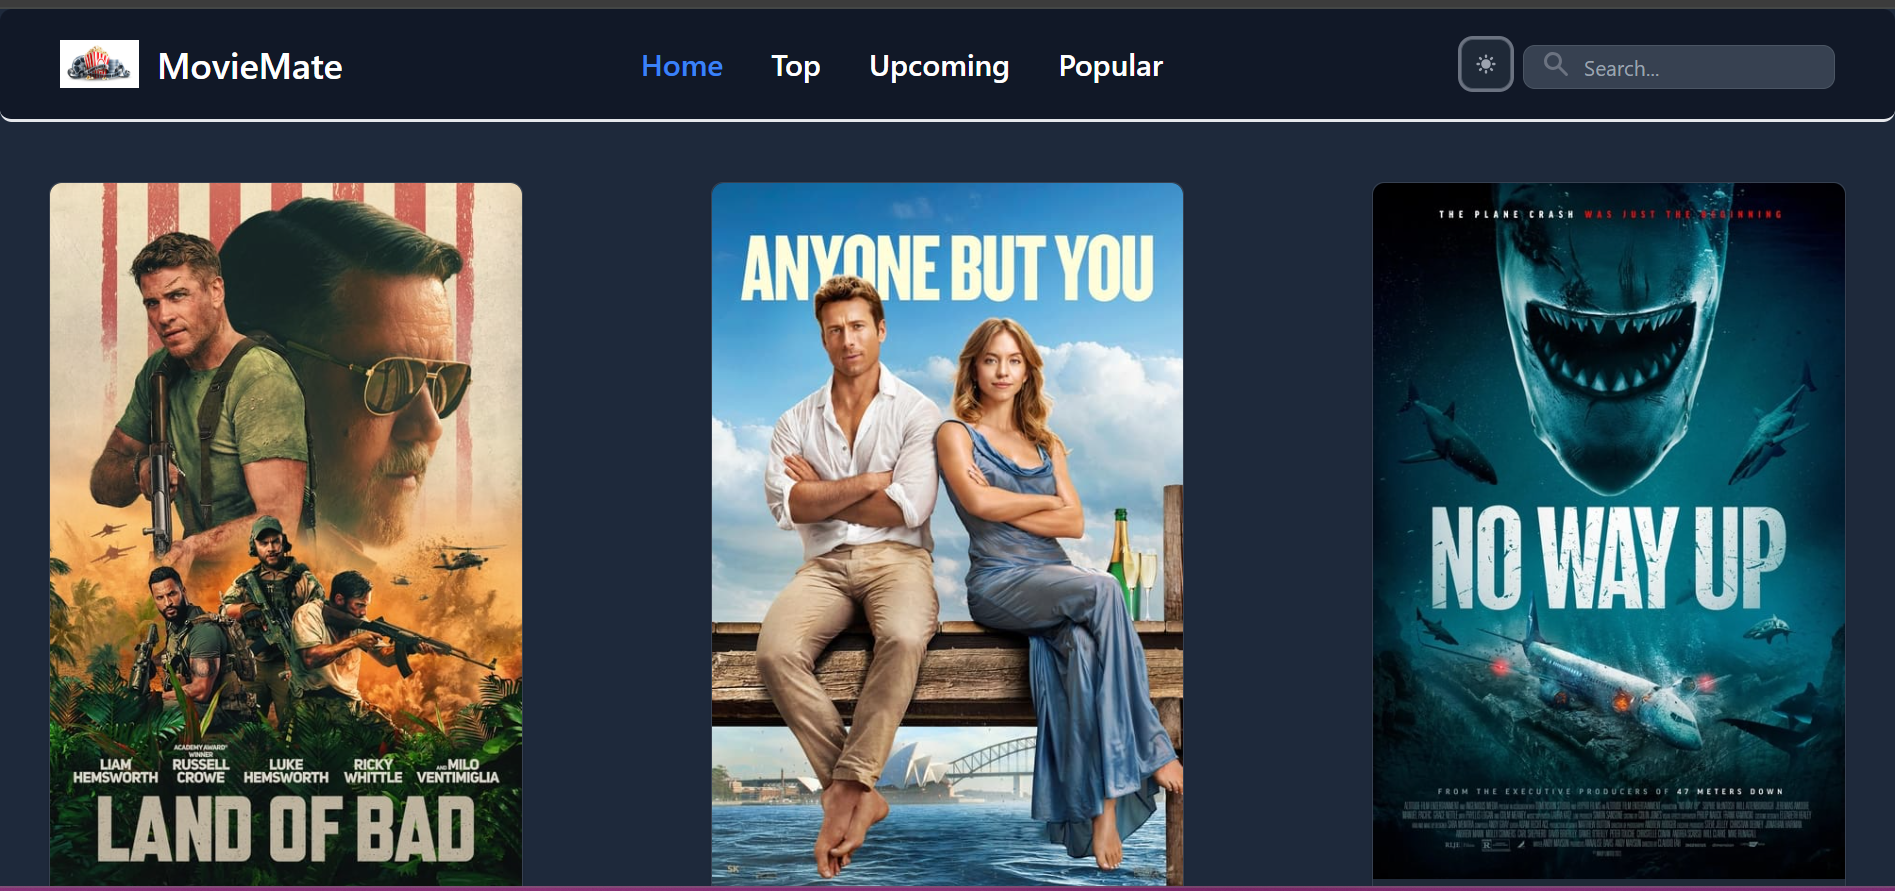 MovieMate
Home
Top
Upcoming
Popular
Search...
ACADEMY AWARD®
WINNER
LIAM
HEMSWORTH
RUSSELL
CROWE
LUKE
HEMSWORTH
RICKY
WHITTLE
AND MILO
VENTIMIGLIA
LAND OF BAD
ANYONE BUT YOU
SK
THE PLANE CRASH WAS JUST THE BEGINNING
NO WAY UP
FROM THE EXECUTIVE PRODUCERS OF 47 METERS DOWN